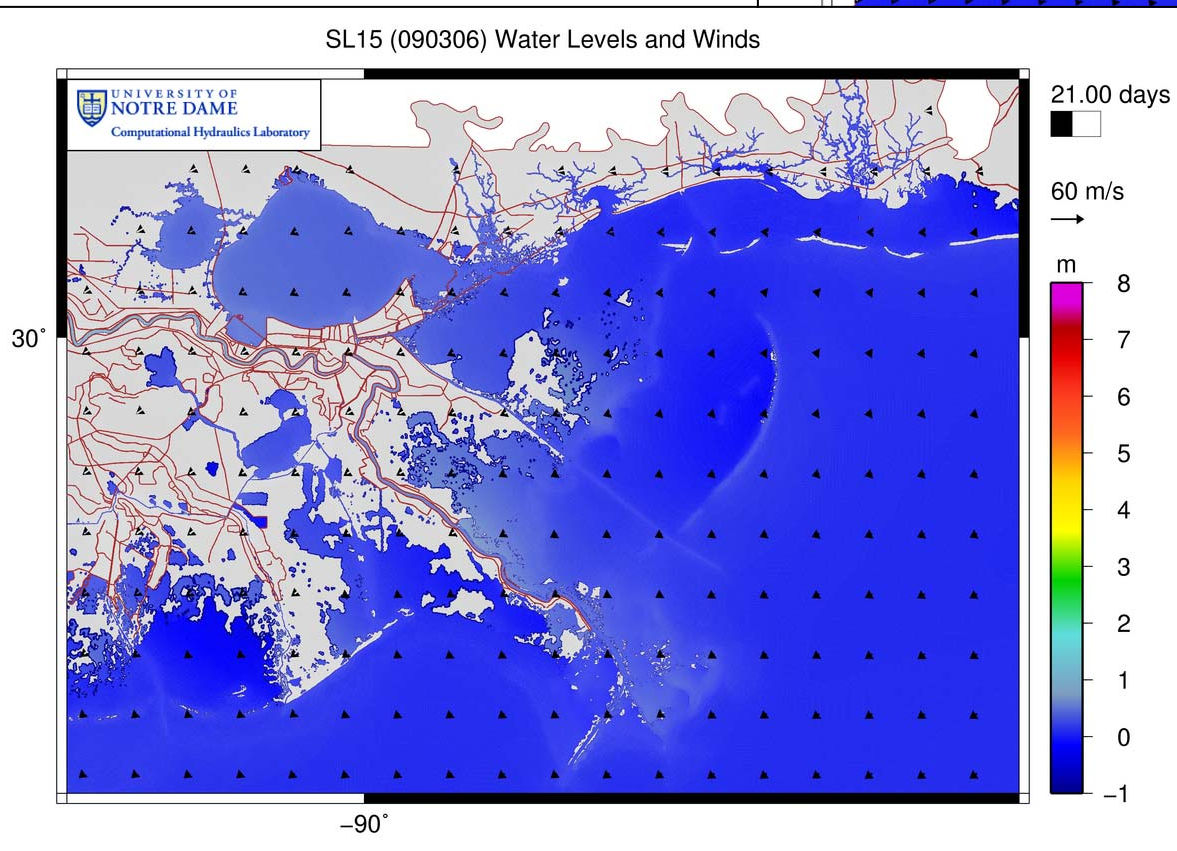 SL15 (090306) Water Levels and Winds
UNIVERSITY OF
NOTRE DAME
Computational Hydraulics Laboratory
21.00 days
60 m/s
m
8
7
6
5
4
3
2
1
0
−1
30°
−90°